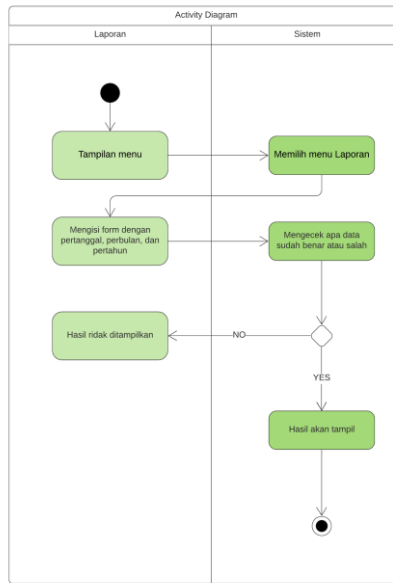 Activity Diagram
Laporan
Sistem
Tampilan menu
Memilih menu Laporan
Mengisi form dengan
pertanggal, perbulan, dan
pertahun
Mengecek apa data
sudah benar atau salah
Hasil ridak ditampilkan
NO
YES
Hasil akan tampil